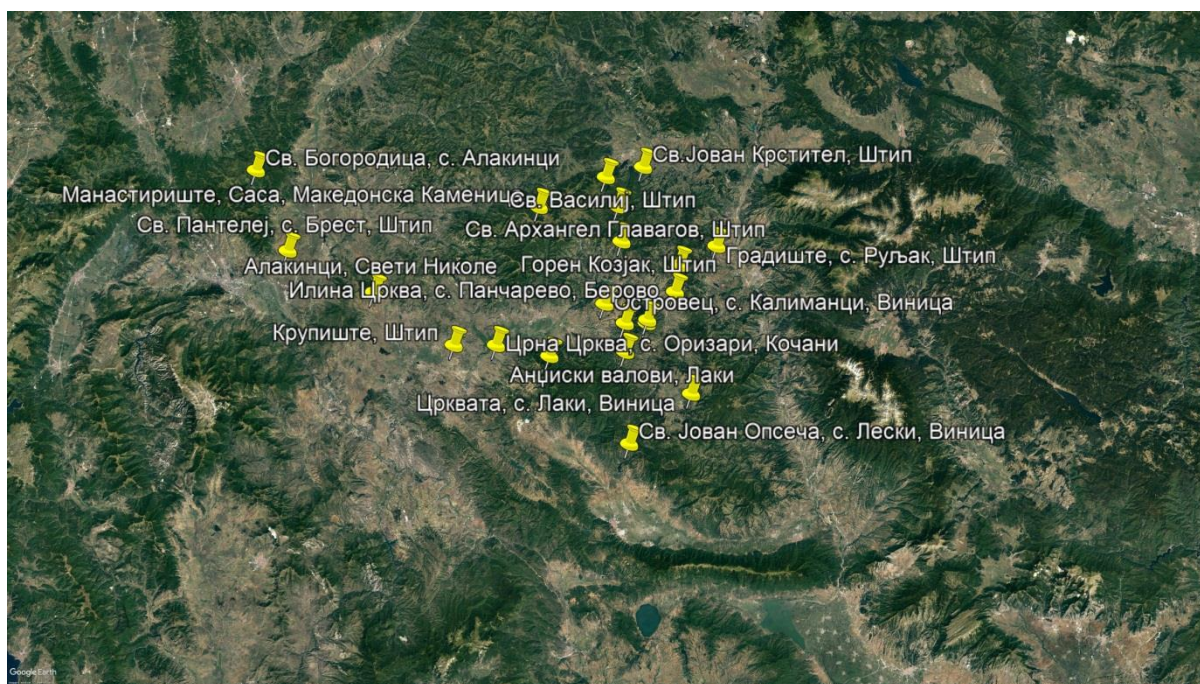 Св. Богородица, с. Алакинци
Св.Јован Крстител, Штип
Манастириште, Саса, Македонска Каменица
Св. Василиј, Штип
Св. Пантелеј, с. Брест, Штип
Св. Архангел Главатов, Штип
Градиште, с. Руљак, Штип
Алакинци, Свети Николе
Горен Козјак, Штип
Илина Црква, с. Панчарево, Берово
Островец, с. Калиманци, Виница
Крупиште, Штип
Црна Црква, с. Оризари, Кочани
Анџиски валови, Лаки
Црквата, с. Лаки, Виница
Св. Јован Опсеча, с. Лески, Виница
Google Earth